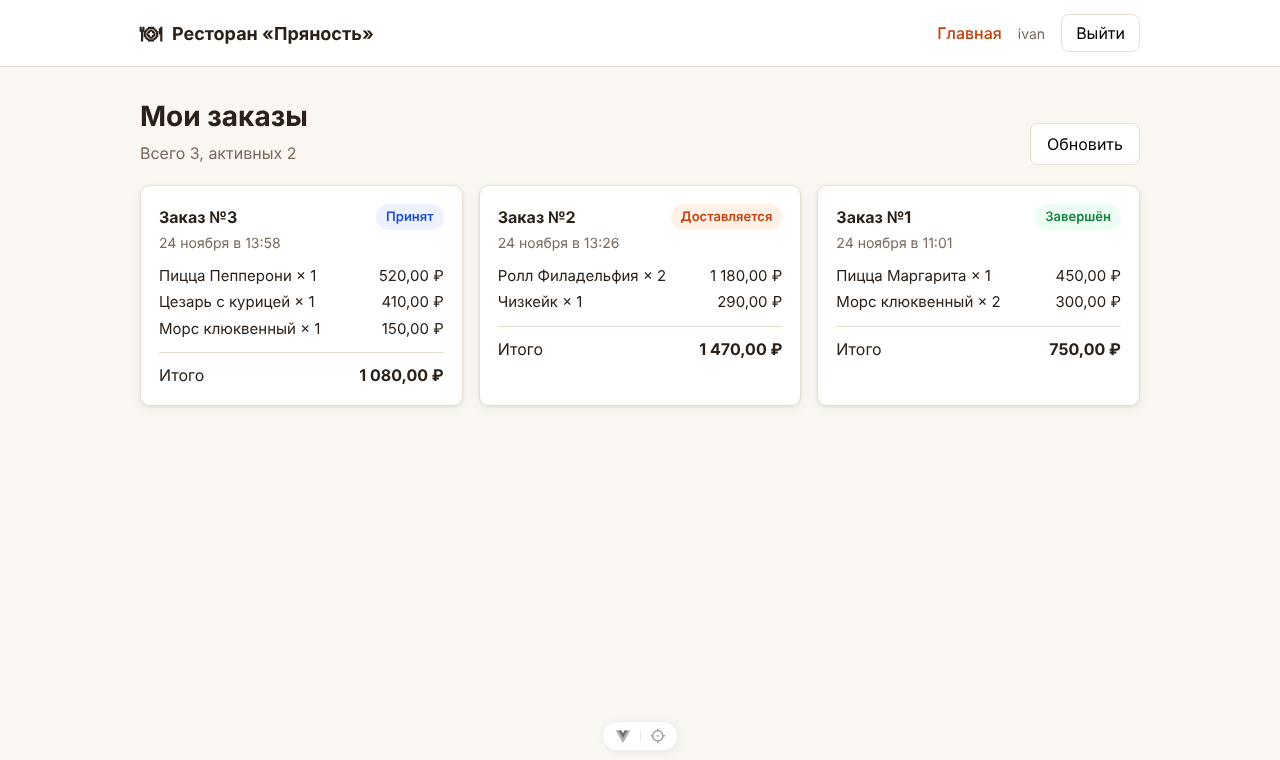 Ресторан «Пряность»
Главная ivan Выйти
Мои заказы
Всего 3, активных 2
Обновить
Заказ №3 Принят
24 ноября в 13:58
Пицца Пепперони × 1 520,00 ₽
Цезарь с курицей × 1 410,00 ₽
Морс клюквенный × 1 150,00 ₽
Итого 1 080,00 ₽
Заказ №2 Доставляется
24 ноября в 13:26
Ролл Филадельфия × 2 1 180,00 ₽
Чизкейк × 1 290,00 ₽
Итого 1 470,00 ₽
Заказ №1 Завершён
24 ноября в 11:01
Пицца Маргарита × 1 450,00 ₽
Морс клюквенный × 2 300,00 ₽
Итого 750,00 ₽